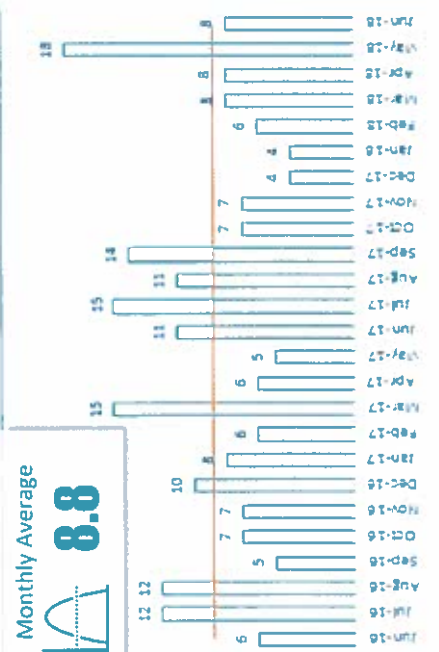 Monthly Average
8.8
6 12 12 5 7 7 10 8 6 15 6 5 11 15 11 14 7 7 4 4 6 8 8 18 8
Jun-16
Jul-16
Aug-16
Sep-16
Oct-16
Nov-16
Dec-16
Jan-17
Feb-17
Mar-17
Apr-17
May-17
Jun-17
Jul-17
Aug-17
Sep-17
Oct-17
Nov-17
Dec-17
Jan-18
Feb-18
Mar-18
Apr-18
May-18
Jun-18